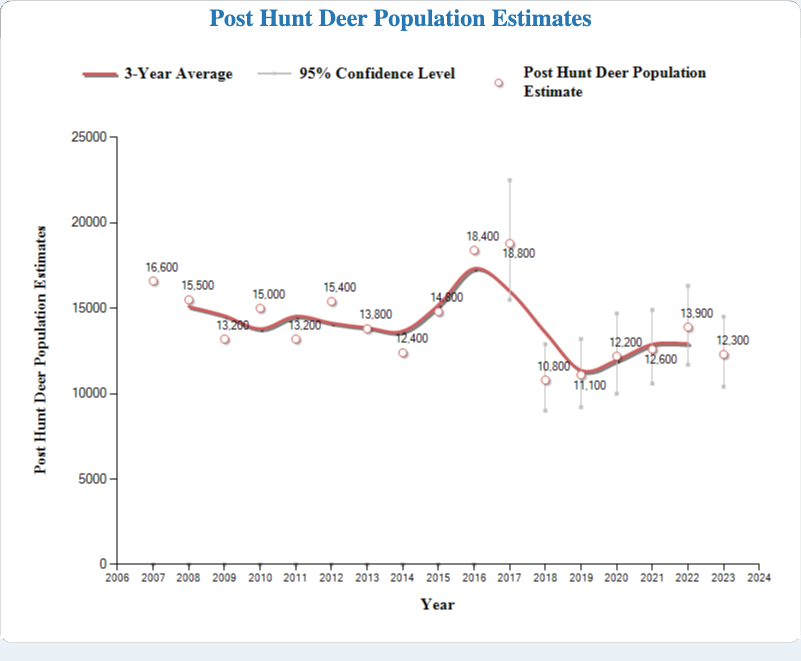 Post Hunt Deer Population Estimates
3-Year Average
95% Confidence Level
Post Hunt Deer Population
Estimate
Post Hunt Deer Population Estimates
25000
20000
15000
10000
5000
0
16,600
15,500
13,200
15,000
13,200
15,400
13,800
12,400
14,800
18,400
18,800
10,800
11,100
12,200
12,600
13,900
12,300
2006 2007 2008 2009 2010 2011 2012 2013 2014 2015 2016 2017 2018 2019 2020 2021 2022 2023 2024
Year